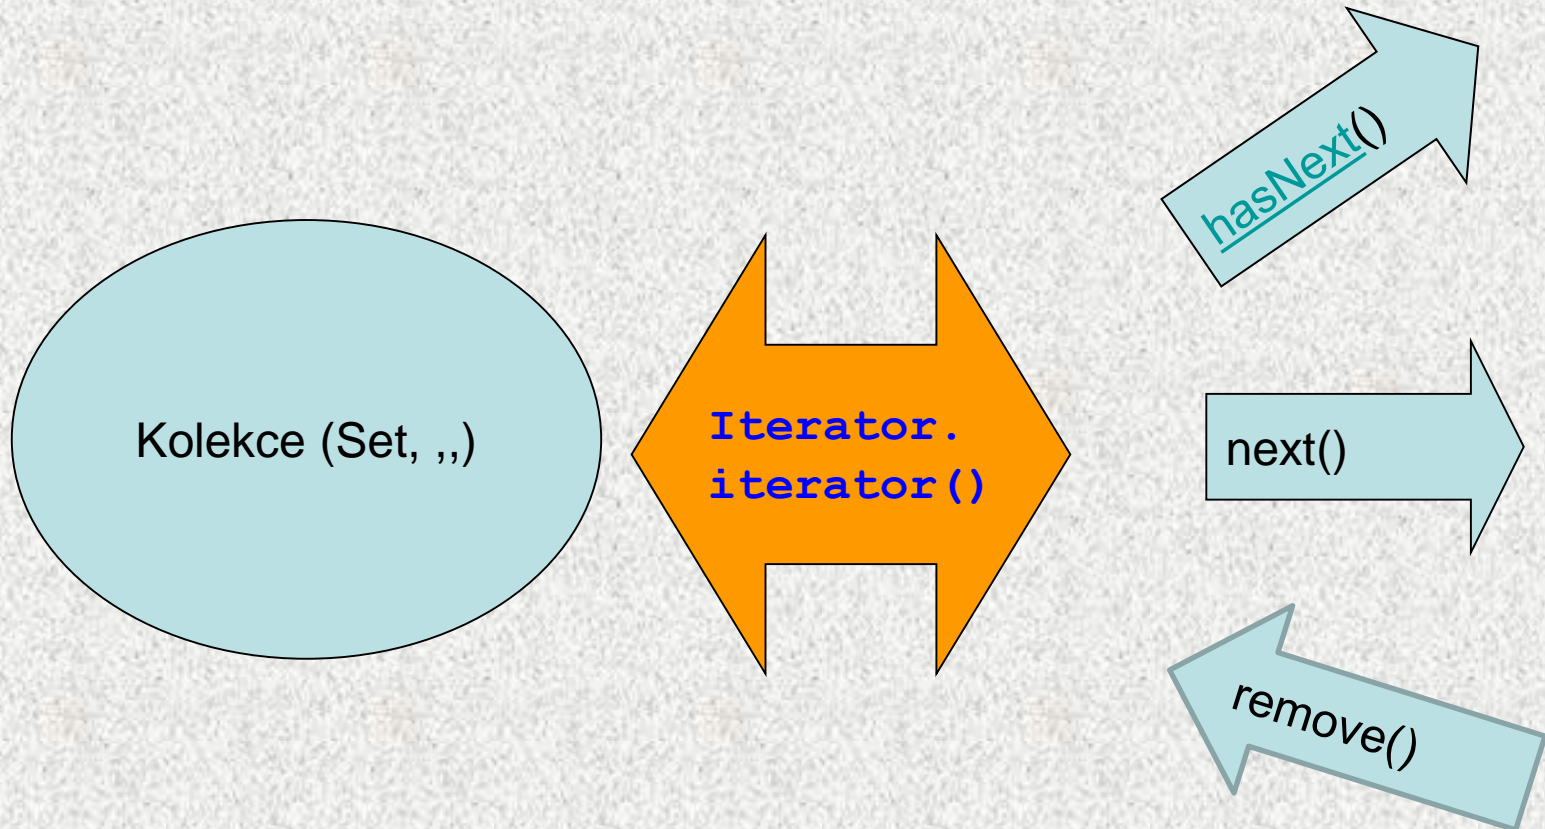 hasNext()
Kolekce (Set, ,,)
Iterator.
iterator()
next()
remove()